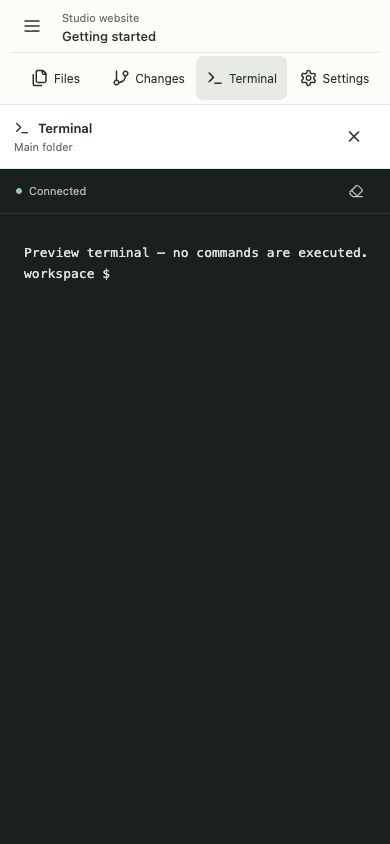 Studio website
Getting started
Files
Changes
Terminal
Settings
Terminal
Main folder
Connected
Preview terminal — no commands are executed.
workspace $